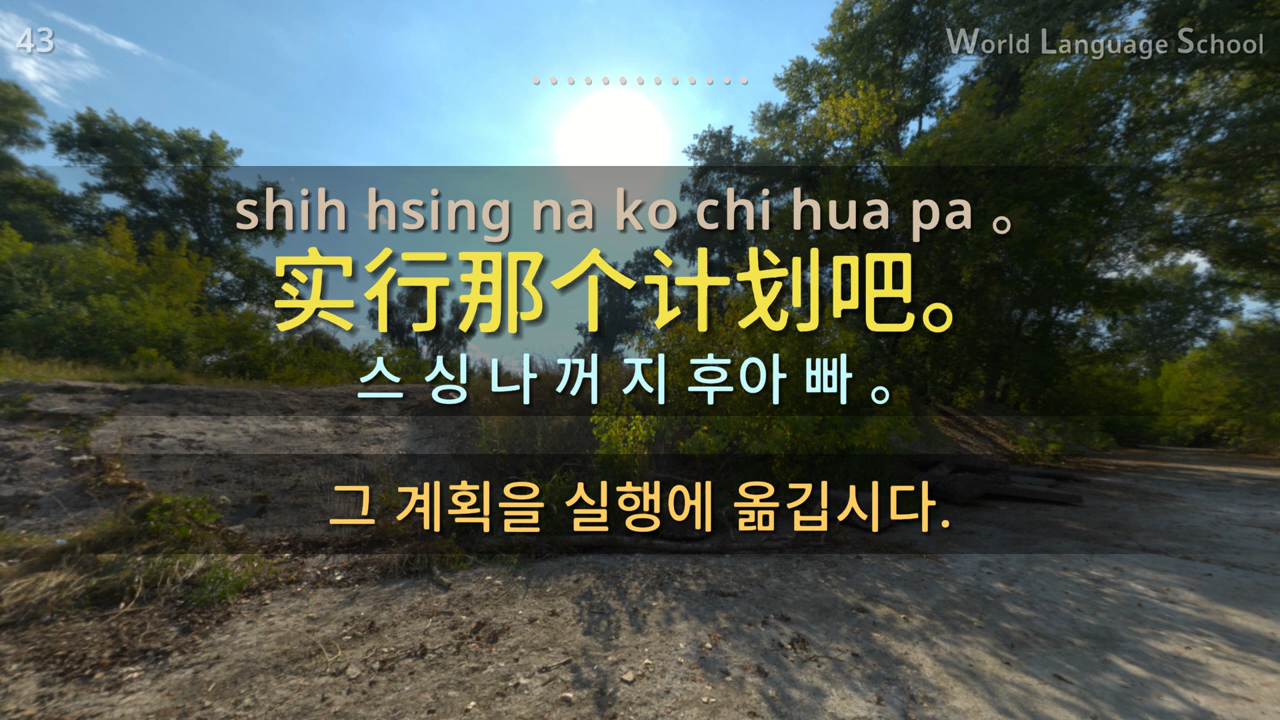 43
World Language School
shih hsing na ko chi hua pa 。
实行那个计划吧。
스 싱 나 꺼 지 후아 빠 。
그 계획을 실행에 옮깁시다.